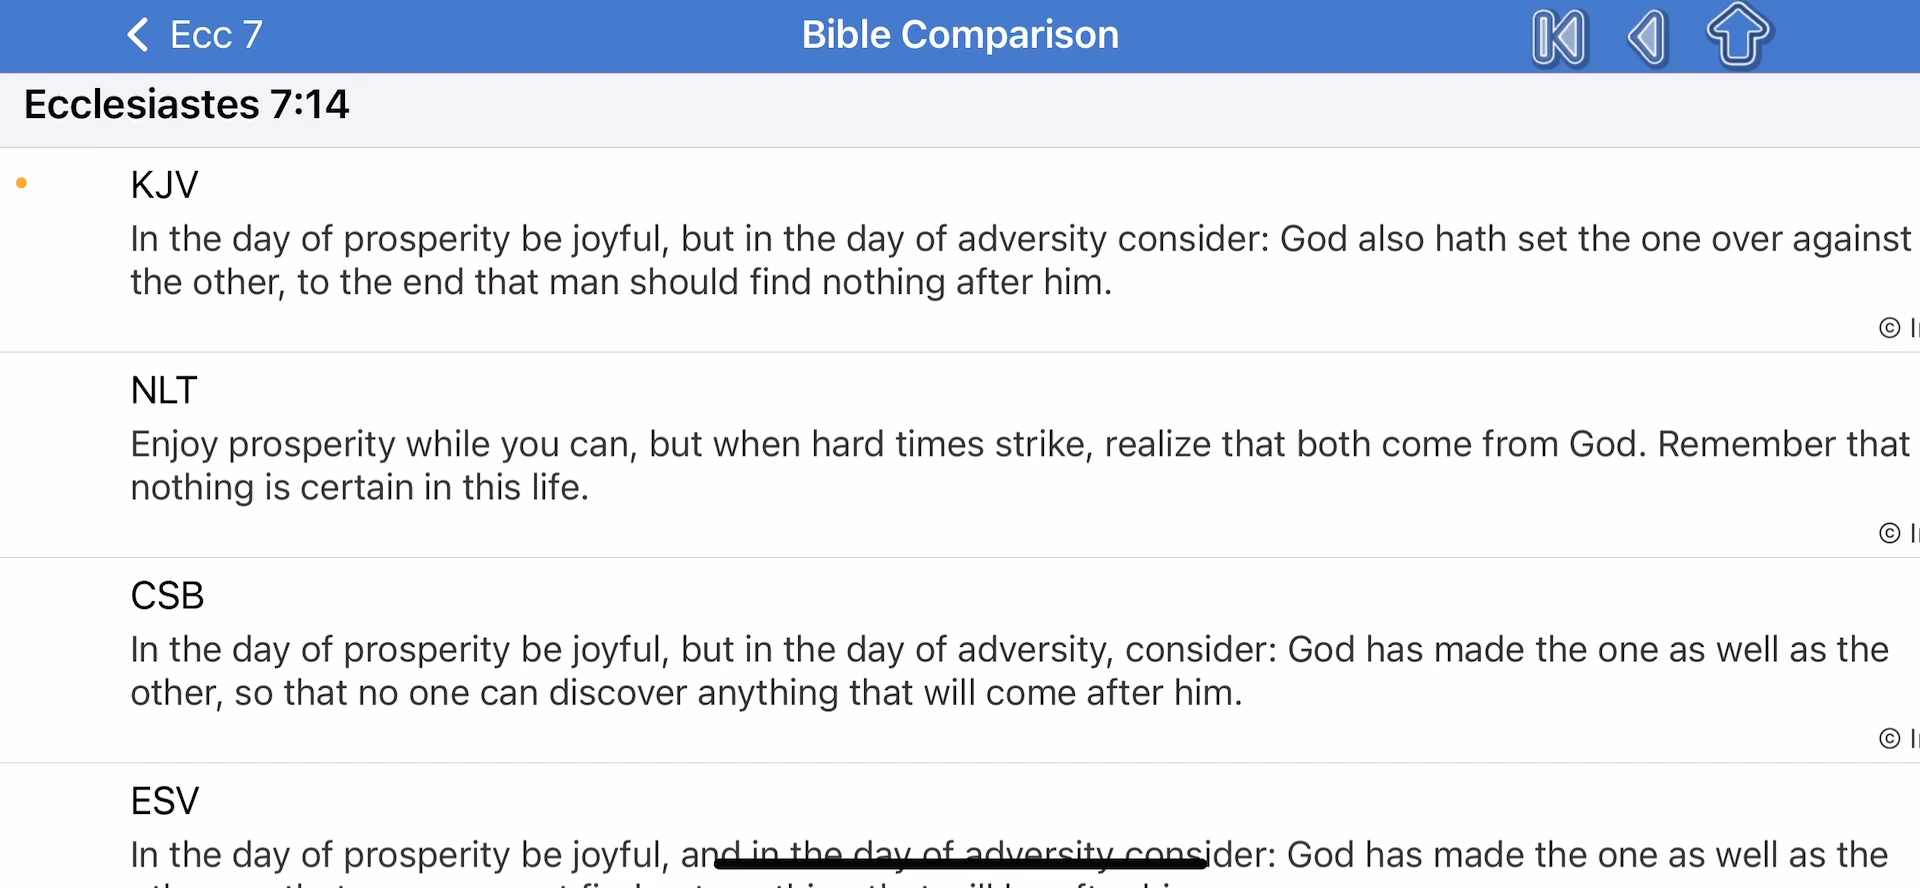 Ecc 7
Bible Comparison
Ecclesiastes 7:14
KJV
In the day of prosperity be joyful, but in the day of adversity consider: God also hath set the one over against
the other, to the end that man should find nothing after him.
©
NLT
Enjoy prosperity while you can, but when hard times strike, realize that both come from God. Remember that
nothing is certain in this life.
©
CSB
In the day of prosperity be joyful, but in the day of adversity, consider: God has made the one as well as the
other, so that no one can discover anything that will come after him.
©
ESV
In the day of prosperity be joyful, and in the day of adversity consider: God has made the one as well as the